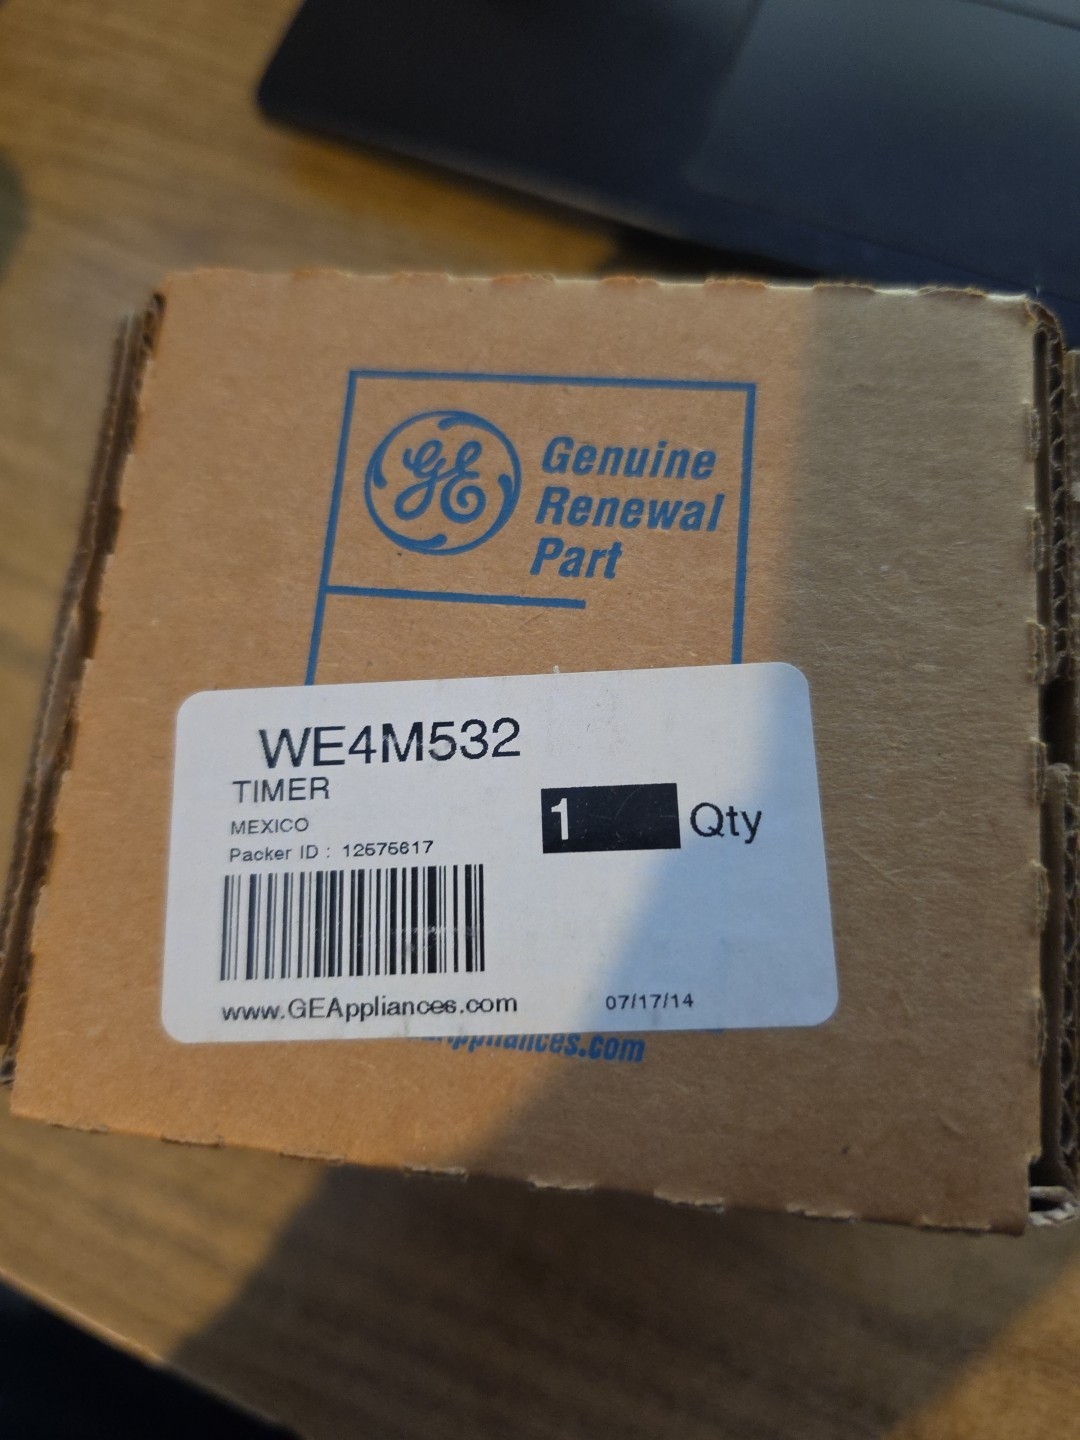 GE
Genuine
Renewal
Part
WE4M532
TIMER
MEXICO
Packer ID : 12575617
1 Qty
www.GEAppliances.com
07/17/14
ppliances.com